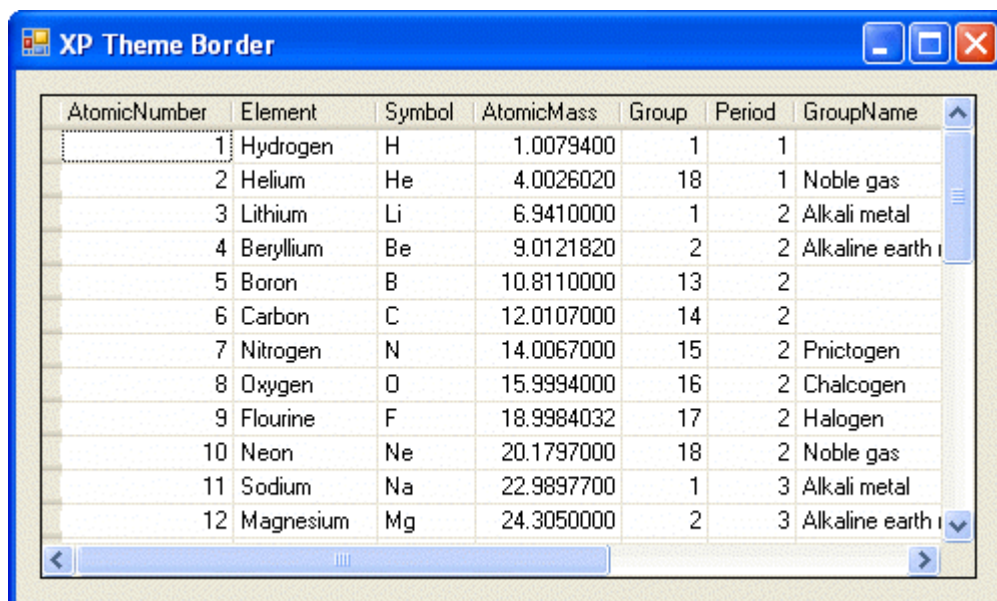 XP Theme Border
AtomicNumber Element Symbol AtomicMass Group Period GroupName
1 Hydrogen H 1.0079400 1 1
2 Helium He 4.0026020 18 1 Noble gas
3 Lithium Li 6.9410000 1 2 Alkali metal
4 Beryllium Be 9.0121820 2 2 Alkaline earth
5 Boron B 10.8110000 13 2
6 Carbon C 12.0107000 14 2
7 Nitrogen N 14.0067000 15 2 Pnictogen
8 Oxygen O 15.9994000 16 2 Chalcogen
9 Flourine F 18.9984032 17 2 Halogen
10 Neon Ne 20.1797000 18 2 Noble gas
11 Sodium Na 22.9897700 1 3 Alkali metal
12 Magnesium Mg 24.3050000 2 3 Alkaline earth